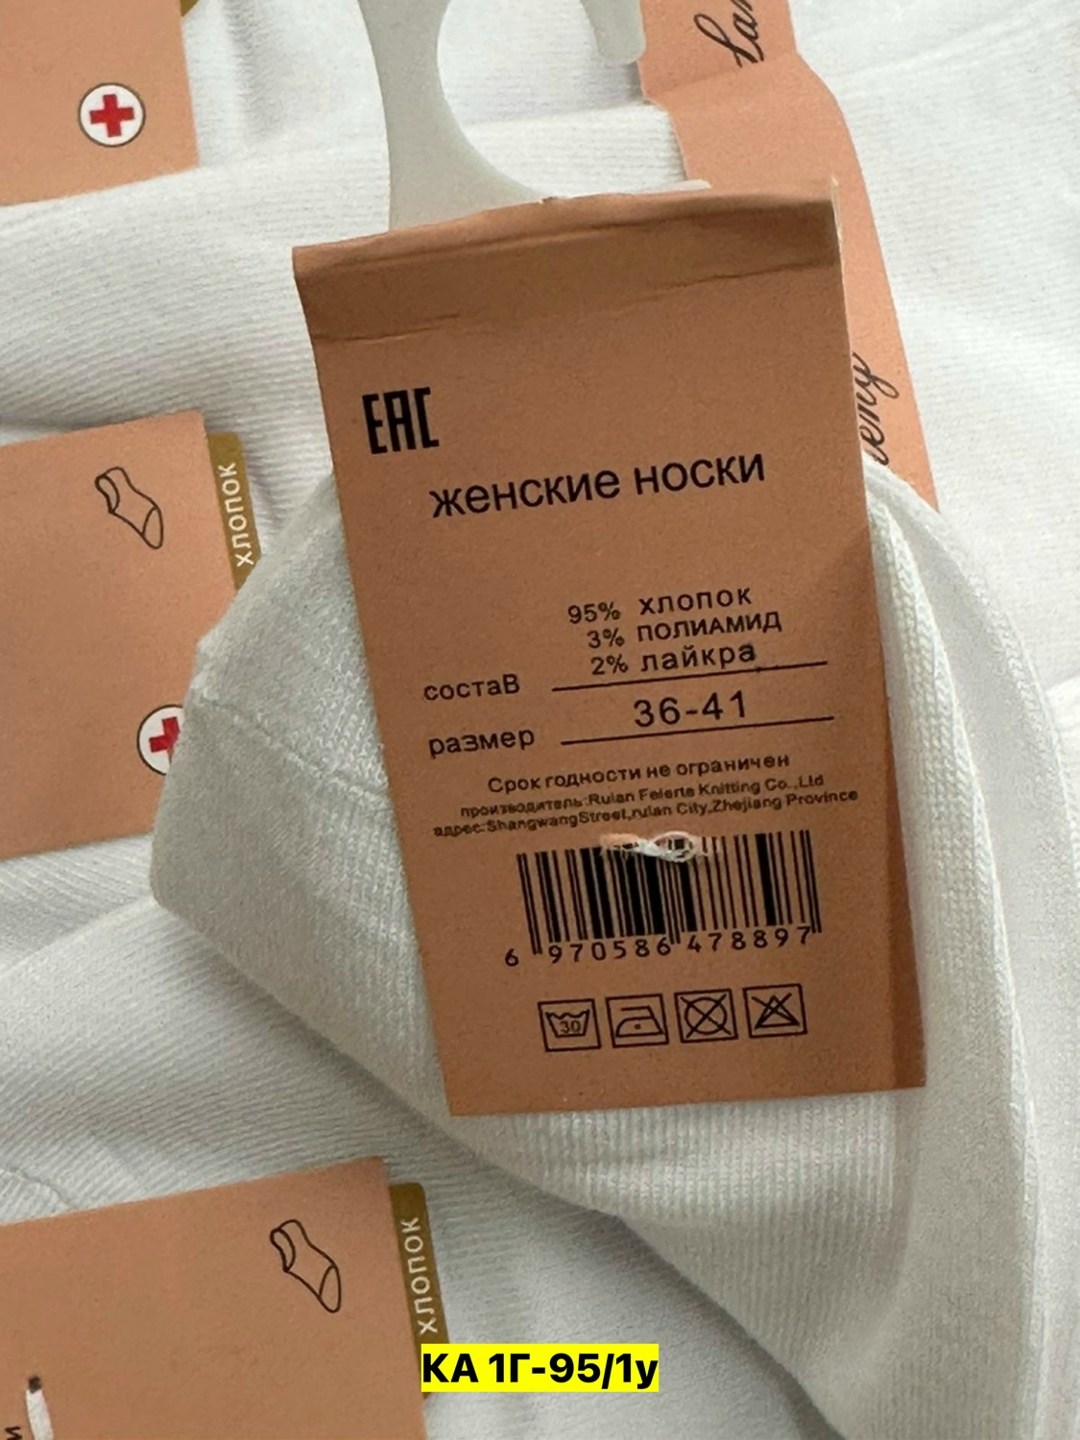 EAC
женские носки
95% хлопок
3% полиамид
2% лайкра
состаВ
36-41
размер
Срок годности не ограничен
производитель:Ruian Feierte Knitting Co.,Ltd
адрес:ShangwangStreet,ruian City,Zhejiang Province
6 970586 478897
30
хлопок
хлопок
КА 1Г-95/1у